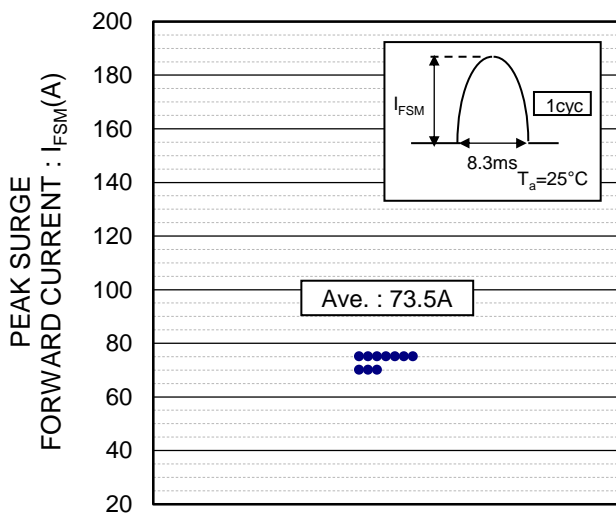 PEAK SURGE
FORWARD CURRENT : IFSM(A)
200
180
160
140
120
100
80
60
40
20
IFSM
1cyc
8.3ms
Ta=25°C
Ave. : 73.5A